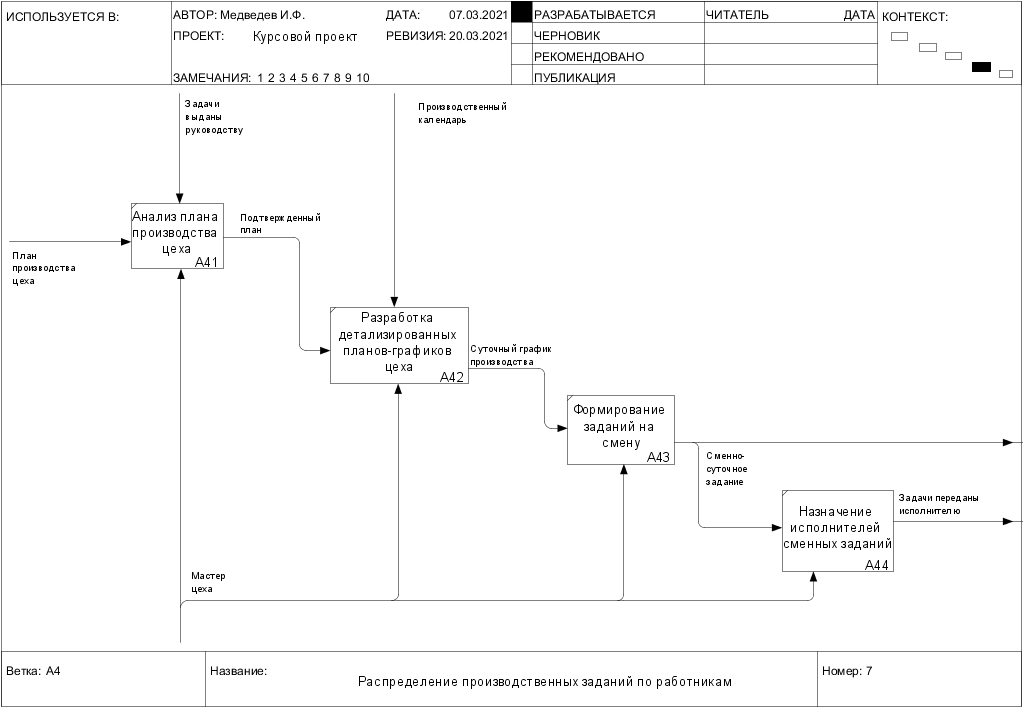 ИСПОЛЬЗУЕТСЯ В:
АВТОР: Медведев И.Ф.
ДАТА: 07.03.2021
РАЗРАБАТЫВАЕТСЯ
ЧИТАТЕЛЬ
ДАТА
КОНТЕКСТ:
ПРОЕКТ: Курсовой проект
РЕВИЗИЯ: 20.03.2021
ЧЕРНОВИК
РЕКОМЕНДОВАНО
ЗАМЕЧАНИЯ: 1 2 3 4 5 6 7 8 9 10
ПУБЛИКАЦИЯ
Задачи
выданы
руководству
Производственный
календарь
Анализ плана
производства
цеха
A41
Подтвержденный
план
План
производства
цеха
Разработка
детализированных
планов-графиков
цеха
A42
Суточный график
производства
Формирование
заданий на
смену
A43
Сменно-
суточное
задание
Назначение
исполнителей
сменных заданий
A44
Задачи переданы
исполнителю
Мастер
цеха
Ветка: A4
Название:
Распределение производственных заданий по работникам
Номер: 7